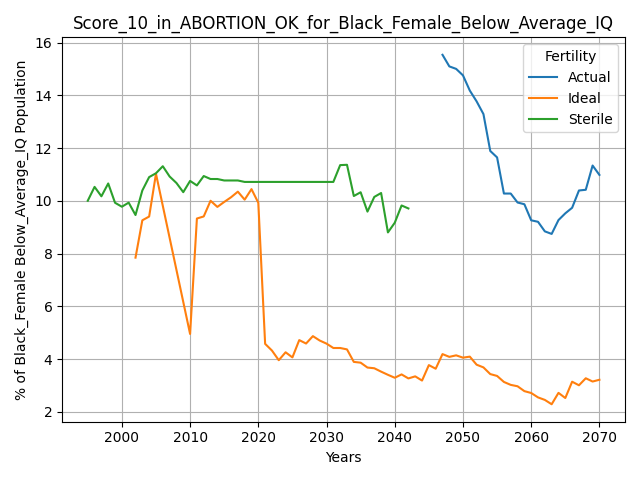 Score_10_in_ABORTION_OK_for_Black_Female_Below_Average_IQ
% of Black_Female Below_Average_IQ Population
16
14
12
10
8
6
4
2
Fertility
Actual
Ideal
Sterile
2000 2010 2020 2030 2040 2050 2060 2070
Years